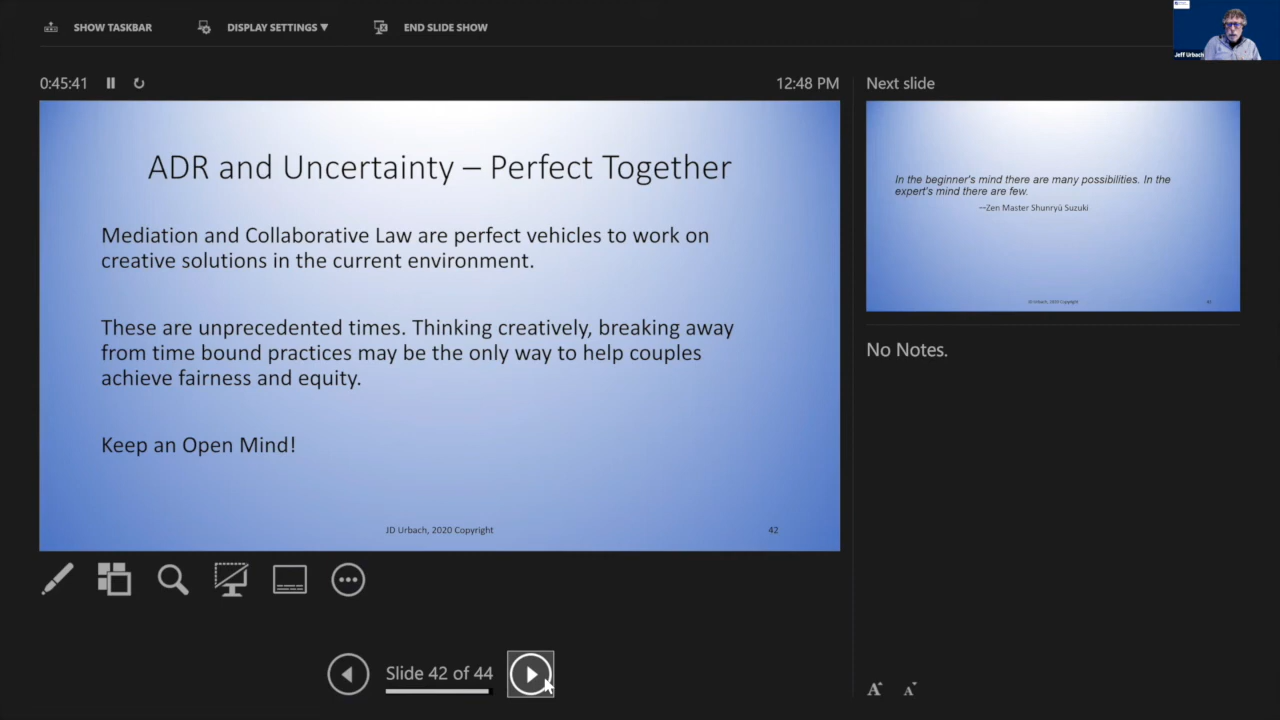 SHOW TASKBAR
DISPLAY SETTINGS ▼
END SLIDE SHOW
Jeff Urbach
0:45:41
12:48 PM
Next slide
ADR and Uncertainty – Perfect Together
Mediation and Collaborative Law are perfect vehicles to work on
creative solutions in the current environment.
These are unprecedented times. Thinking creatively, breaking away
from time bound practices may be the only way to help couples
achieve fairness and equity.
Keep an Open Mind!
JD Urbach, 2020 Copyright
42
In the beginner's mind there are many possibilities. In the
expert's mind there are few.
—Zen Master Shunryū Suzuki
JD Urbach, 2020 Copyright
No Notes.
Slide 42 of 44
A A